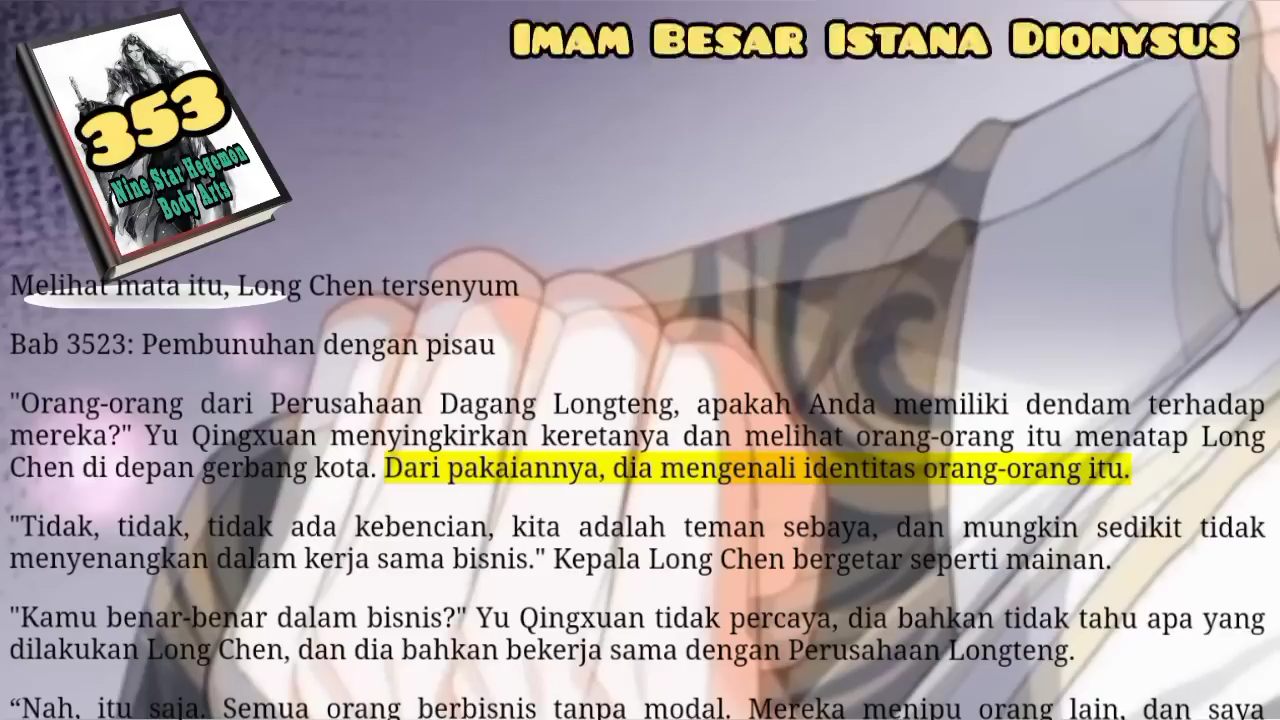 Imam Besar Istana Dionysus
353
Nine Star Hegemon
Body Arts
Melihat mata itu, Long Chen tersenyum
Bab 3523: Pembunuhan dengan pisau
"Orang-orang dari Perusahaan Dagang Longteng, apakah Anda memiliki dendam terhadap
mereka?" Yu Qingxuan menyingkirkan keretanya dan melihat orang-orang itu menatap Long
Chen di depan gerbang kota. Dari pakaiannya, dia mengenali identitas orang-orang itu.
"Tidak, tidak, tidak ada kebencian, kita adalah teman sebaya, dan mungkin sedikit tidak
menyenangkan dalam kerja sama bisnis." Kepala Long Chen bergetar seperti mainan.
"Kamu benar-benar dalam bisnis?" Yu Qingxuan tidak percaya, dia bahkan tidak tahu apa yang
dilakukan Long Chen, dan dia bahkan bekerja sama dengan Perusahaan Longteng.
“Nah, itu saja. Semua orang berbisnis tanpa modal. Mereka menipu orang lain, dan saya